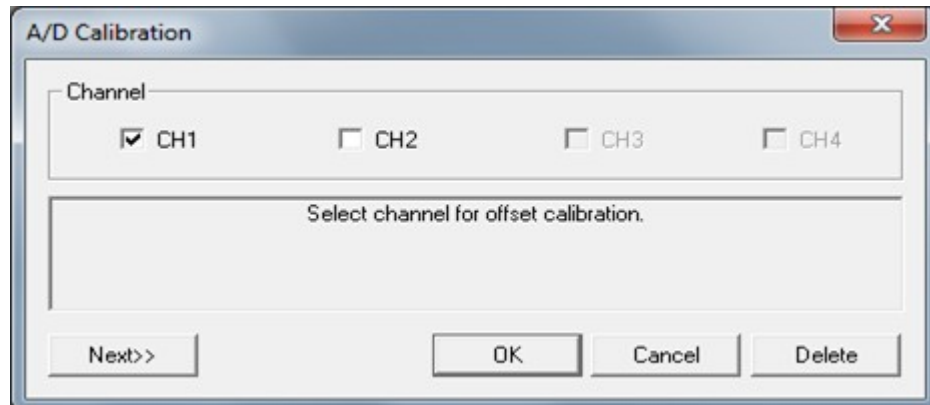 A/D Calibration
Channel
CH1 CH2 CH3 CH4
Select channel for offset calibration.
Next>> OK Cancel Delete